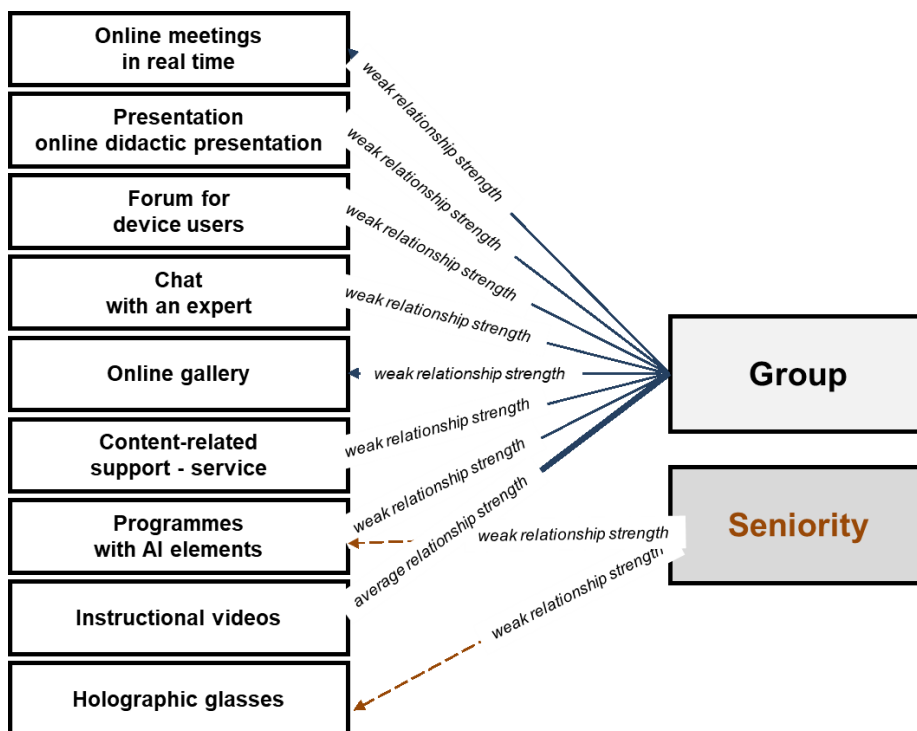 Online meetings
in real time
weak relationship strength
Presentation
online didactic presentation
weak relationship strength
Forum for
device users
weak relationship strength
Chat
with an expert
weak relationship strength
Online gallery
weak relationship strength
Group
Content-related
support - service
weak relationship strength
Programmes
with AI elements
weak relationship strength
weak relationship strength
Seniority
Instructional videos
average relationship strength
Holographic glasses
weak relationship strength